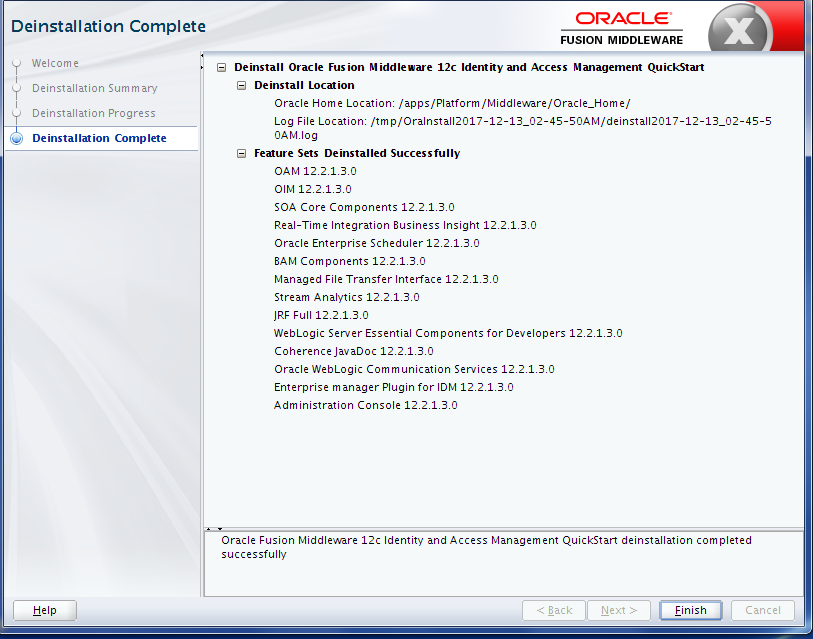 Deinstallation Complete
ORACLE
FUSION MIDDLEWARE
X
Welcome
Deinstallation Summary
Deinstallation Progress
Deinstallation Complete
Deinstall Oracle Fusion Middleware 12c Identity and Access Management QuickStart
Deinstall Location
Oracle Home Location: /apps/Platform/Middleware/Oracle_Home/
Log File Location: /tmp/OraInstall2017-12-13_02-45-50AM/deinstall2017-12-13_02-45-5
0AM.log
Feature Sets Deinstalled Successfully
OAM 12.2.1.3.0
OIM 12.2.1.3.0
SOA Core Components 12.2.1.3.0
Real-Time Integration Business Insight 12.2.1.3.0
Oracle Enterprise Scheduler 12.2.1.3.0
BAM Components 12.2.1.3.0
Managed File Transfer Interface 12.2.1.3.0
Stream Analytics 12.2.1.3.0
JRF Full 12.2.1.3.0
WebLogic Server Essential Components for Developers 12.2.1.3.0
Coherence JavaDoc 12.2.1.3.0
Oracle WebLogic Communication Services 12.2.1.3.0
Enterprise manager Plugin for IDM 12.2.1.3.0
Administration Console 12.2.1.3.0
Oracle Fusion Middleware 12c Identity and Access Management QuickStart deinstallation completed
successfully
Help
< Back
Next >
Finish
Cancel